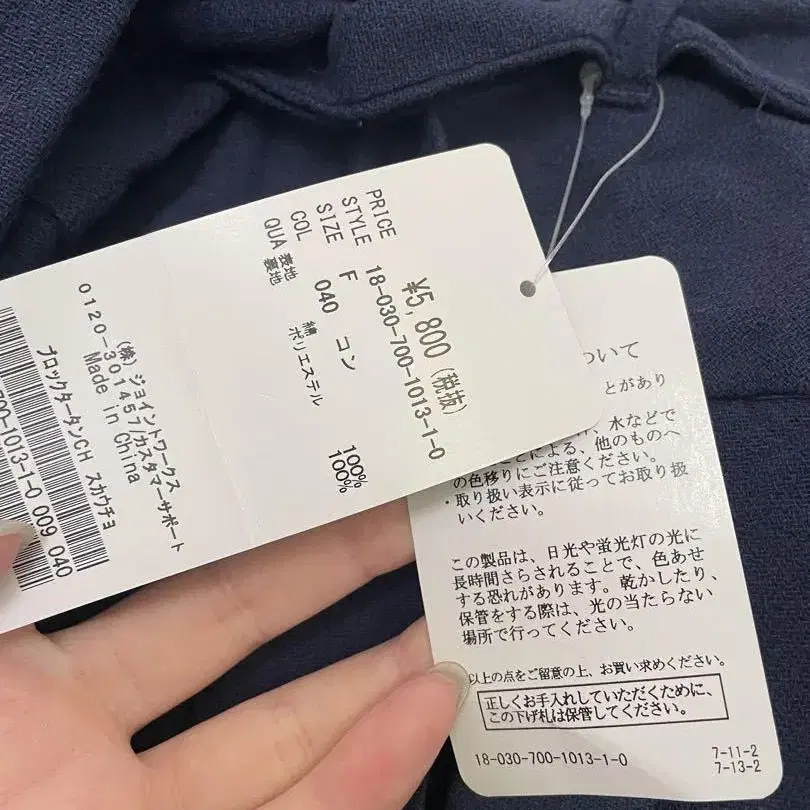 PRICE ¥5,800 (税抜)
STYLE 18-030-700-1013-1-0
SIZE F
COL 040 コン
QUA 表地 綿 100%
裏地 ポリエステル 100%
(株)ジョイントワークス
0120-301457/カスタマーサポート
Made in China
ブロックタータンCH スカウチョ
700-1013-1-0 009 040
ついて
とがあり
、水などで
とによる、他のものへ
の色移りにご注意ください。
・取り扱い表示に従ってお取り扱
いください。
この製品は、日光や蛍光灯の光に
長時間さらされることで、色あせ
する恐れがあります。乾かしたり、
保管をする際は、光の当たらない
場所で行ってください。
以上の点をご留意の上、お買い求めください。
正しくお手入れしていただくために、
この下げ札は保管してください。
18-030-700-1013-1-0
7-11-2
7-13-2